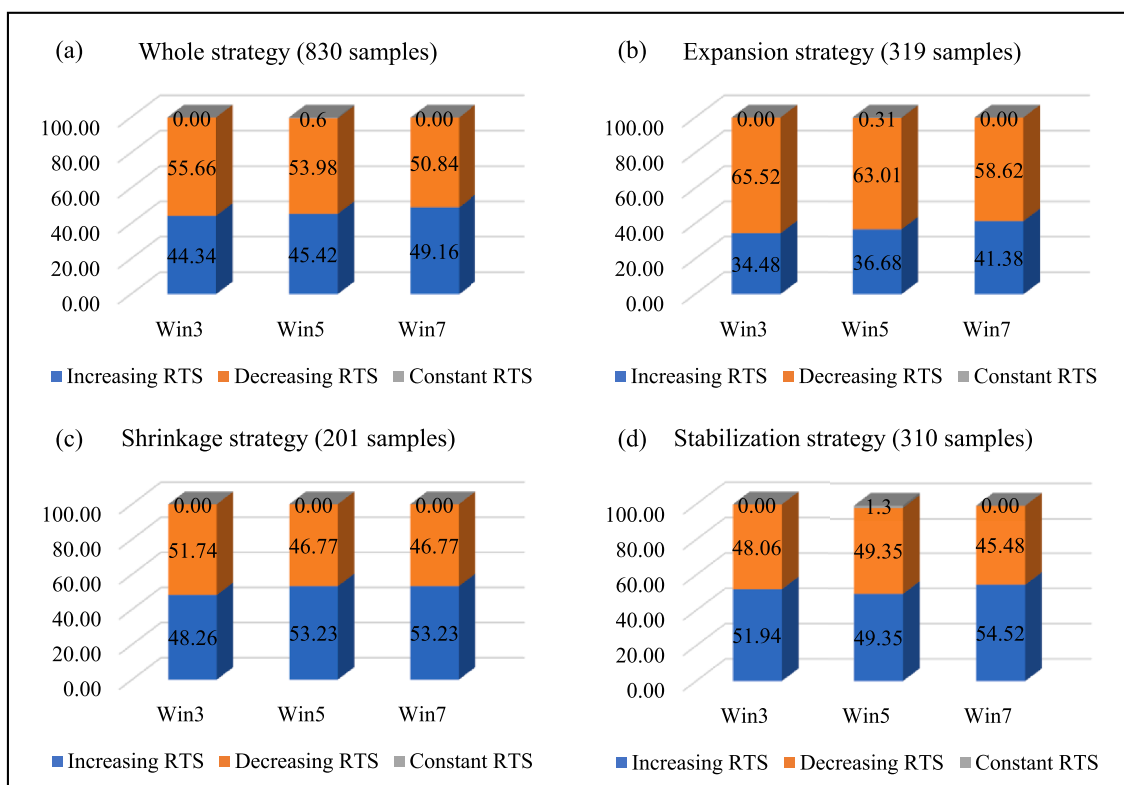 (a) Whole strategy (830 samples)
100.00
80.00
60.00
40.00
20.00
0.00
0.00 0.6 0.00
55.66 53.98 50.84
44.34 45.42 49.16
Win3 Win5 Win7
Increasing RTS Decreasing RTS Constant RTS
(b) Expansion strategy (319 samples)
100.00
80.00
60.00
40.00
20.00
0.00
0.00 0.31 0.00
65.52 63.01 58.62
34.48 36.68 41.38
Win3 Win5 Win7
Increasing RTS Decreasing RTS Constant RTS
(c) Shrinkage strategy (201 samples)
100.00
80.00
60.00
40.00
20.00
0.00
0.00 0.00 0.00
51.74 46.77 46.77
48.26 53.23 53.23
Win3 Win5 Win7
Increasing RTS Decreasing RTS Constant RTS
(d) Stabilization strategy (310 samples)
100.00
80.00
60.00
40.00
20.00
0.00
0.00 1.3 0.00
48.06 49.35 45.48
51.94 49.35 54.52
Win3 Win5 Win7
Increasing RTS Decreasing RTS Constant RTS